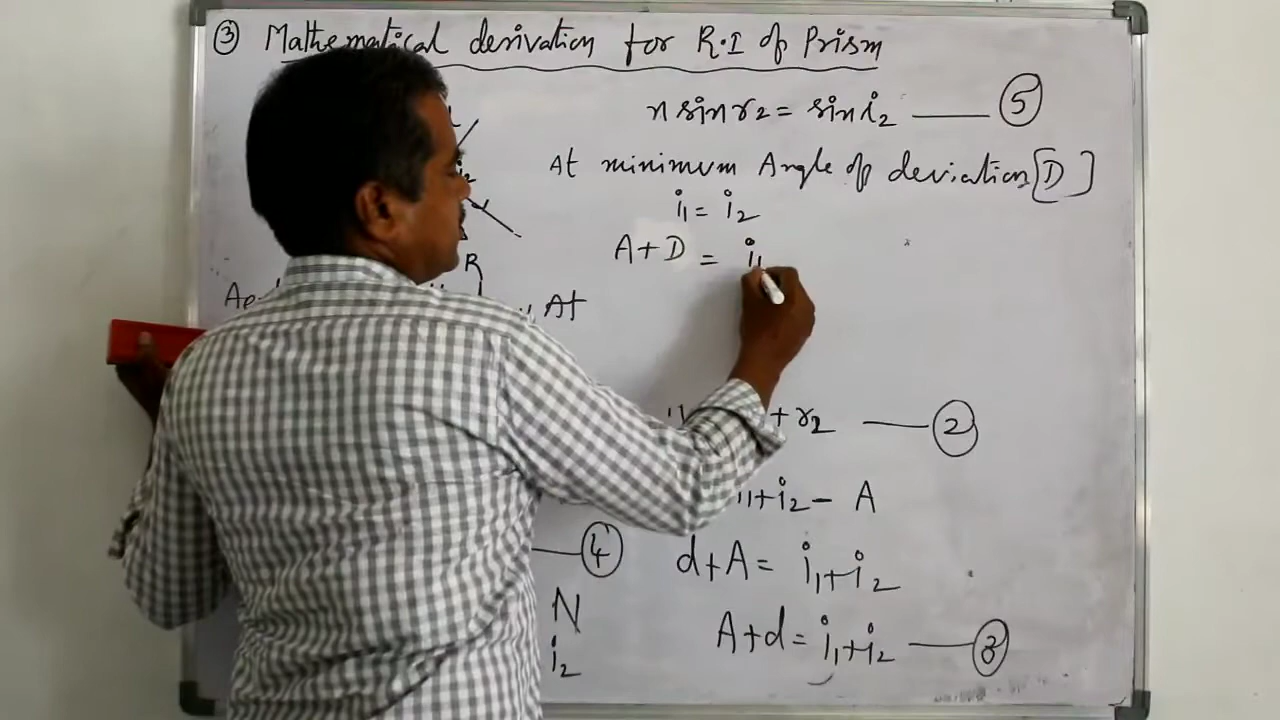 ③ Mathematical derivation for R.I of Prism
n sin r2 = sin i2 —— ⑤
At minimum Angle of deviation [D]
i1 = i2
A+D = i1
R
At
+ r2 —— ②
+i2 – A
—— ④
d+A = i1+i2
N
A+d = i1+i2 —— ③
i2